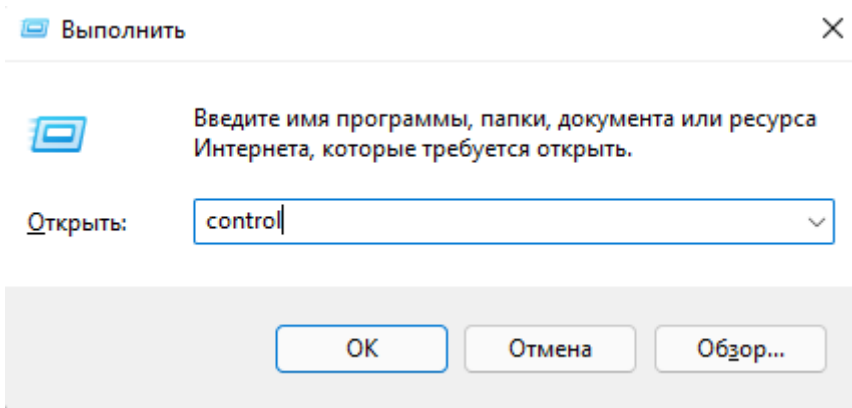 Выполнить
Введите имя программы, папки, документа или ресурса
Интернета, которые требуется открыть.
Открыть: control
OK Отмена Обзор...